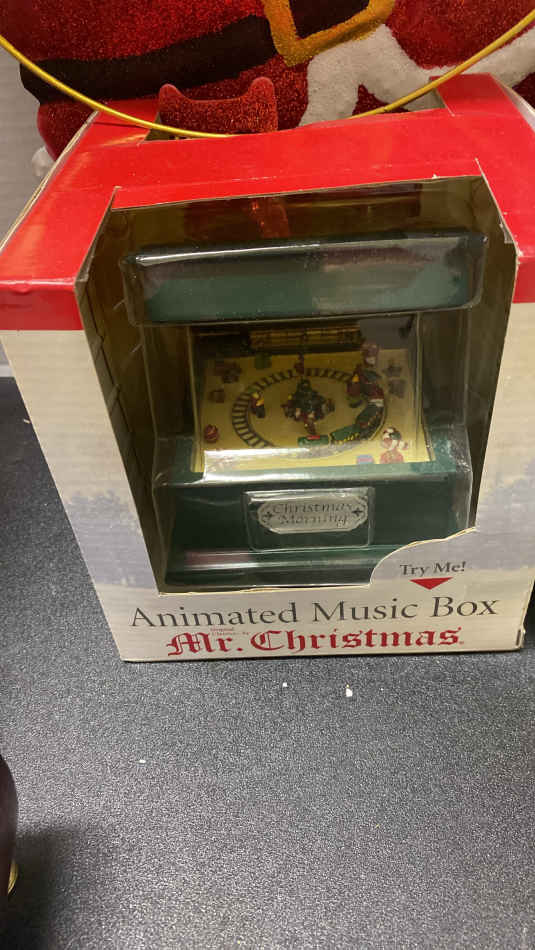 Christmas
Morning
Try Me!
Animated Music Box
Mr. Christmas